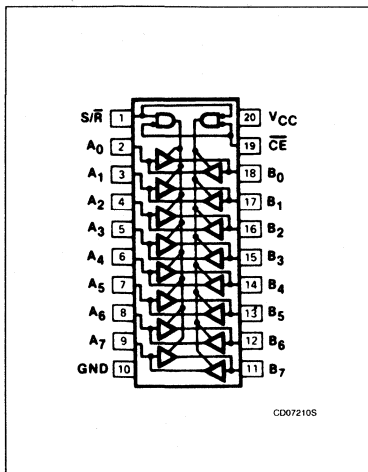 S/R̅ 1 20 VCC
A0 2 19 C̅E̅
A1 3 18 B0
A2 4 17 B1
A3 5 16 B2
A4 6 15 B3
A5 7 14 B4
A6 8 13 B5
A7 9 12 B6
GND 10 11 B7
CD07210S